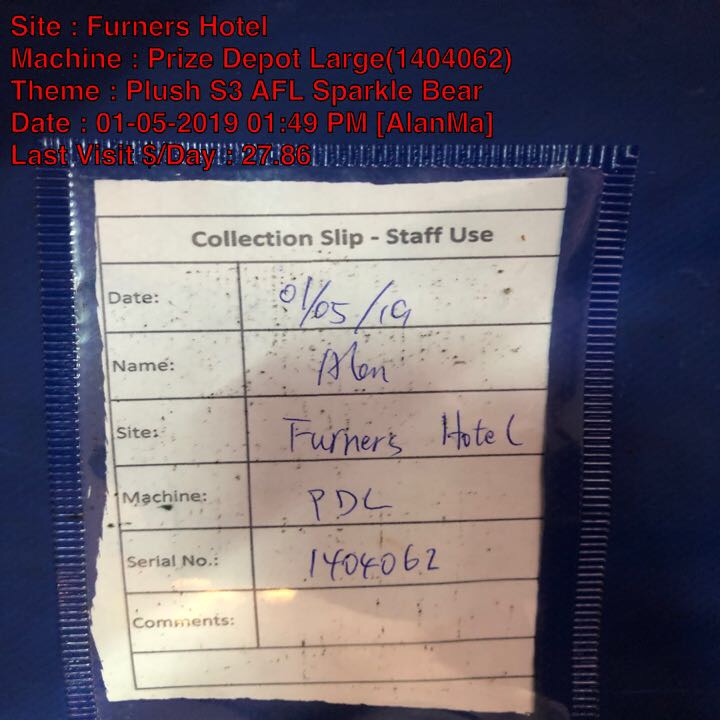 Site : Furners Hotel
Machine : Prize Depot Large(1404062)
Theme : Plush S3 AFL Sparkle Bear
Date : 01-05-2019 01:49 PM [AlanMa]
Last Visit $/Day : 27.86
Collection Slip - Staff Use
Date: 01/05/19
Name: Alan
Site: Furners Hotel
Machine: PDL
Serial No.: 1404062
Comments: